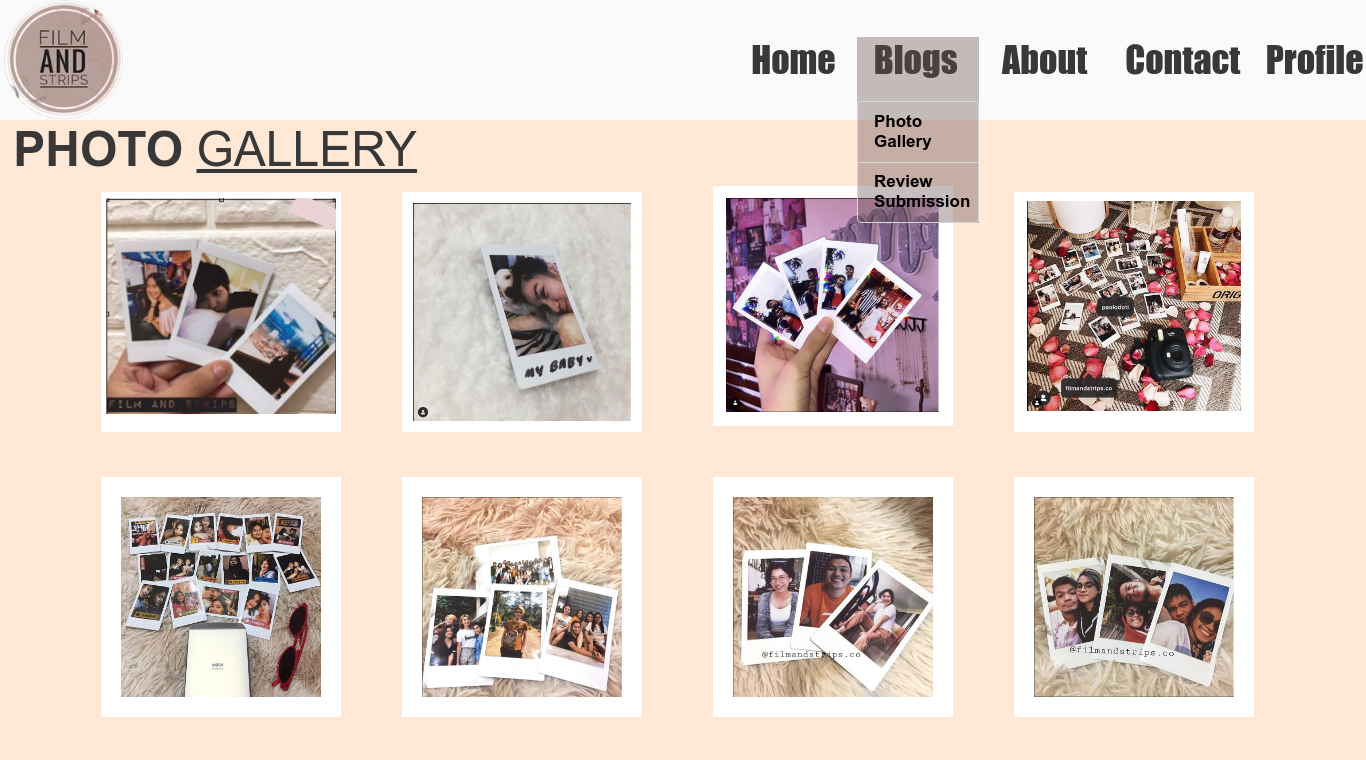 FILM
AND
STRIPS
Home Blogs About Contact Profile
Photo
Gallery
Review
Submission
PHOTO GALLERY
FILM AND STRIPS
MY BABY ♥
paolodoti
filmandstrips.co
ORIG
@filmandstrips.co
@filmandstrips.co